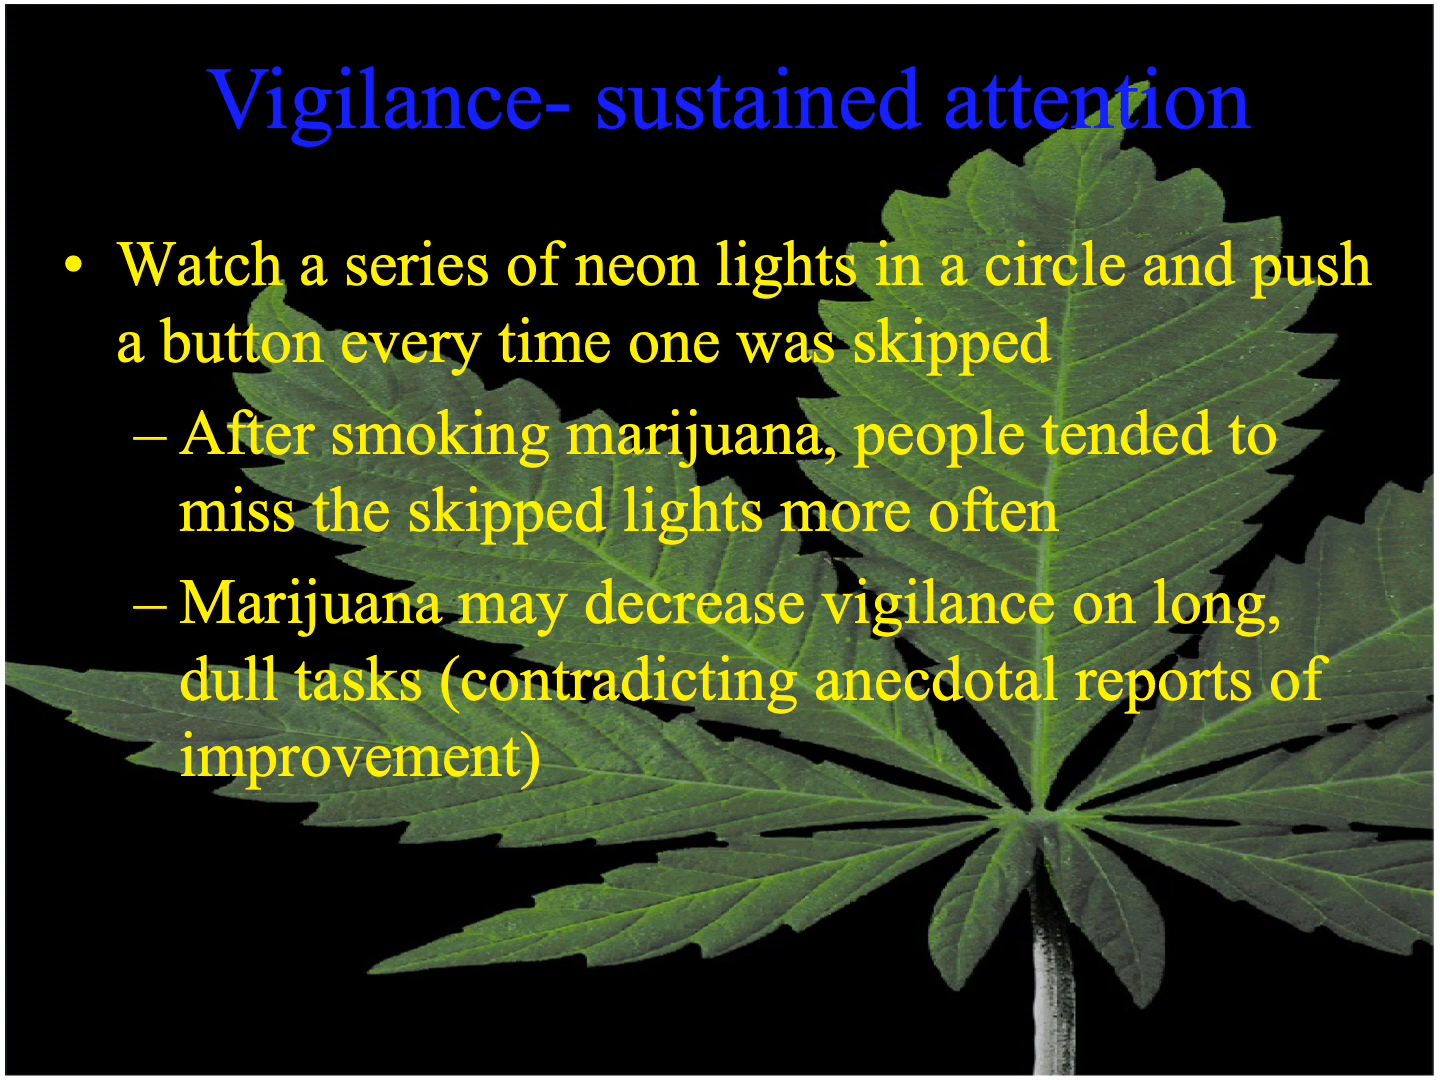 Vigilance- sustained attention
• Watch a series of neon lights in a circle and push
a button every time one was skipped
– After smoking marijuana, people tended to
miss the skipped lights more often
– Marijuana may decrease vigilance on long,
dull tasks (contradicting anecdotal reports of
improvement)